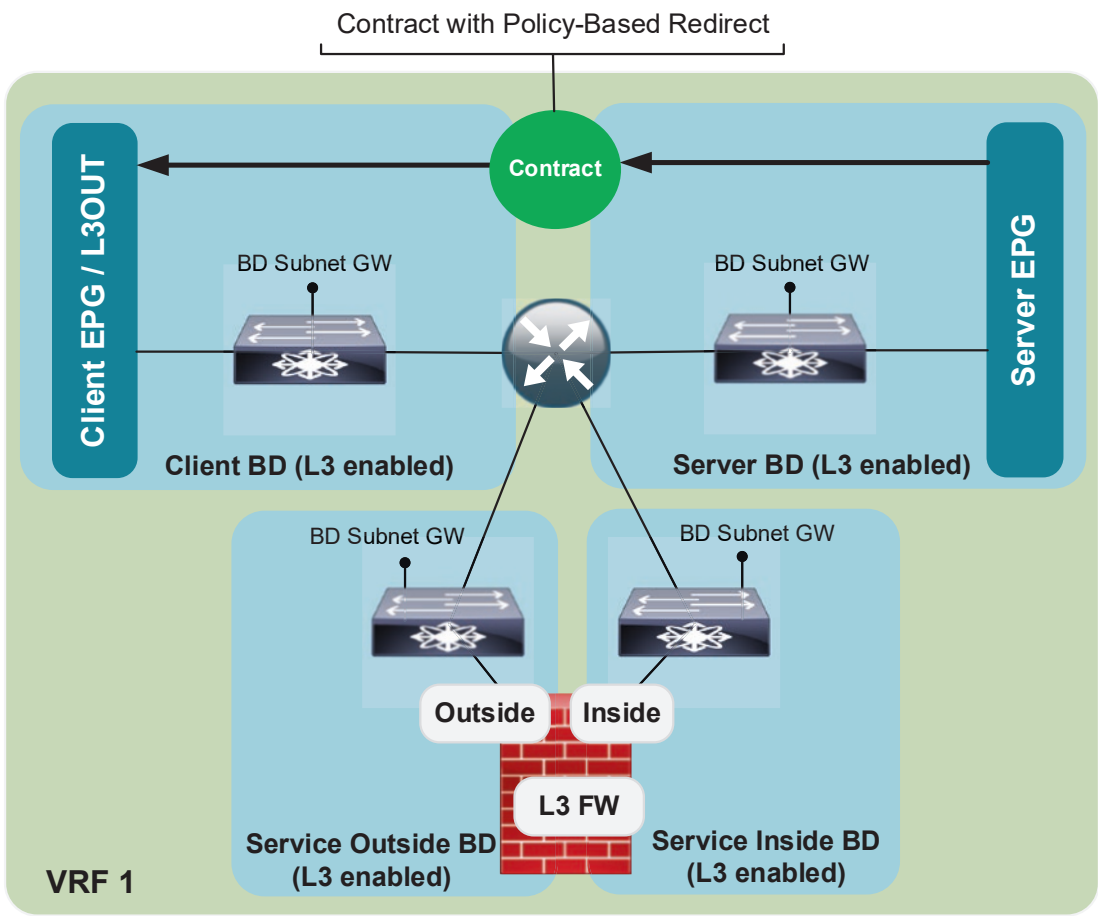 Contract with Policy-Based Redirect
Contract
Client EPG / L3OUT
Server EPG
BD Subnet GW
BD Subnet GW
Client BD (L3 enabled)
Server BD (L3 enabled)
BD Subnet GW
BD Subnet GW
Outside
Inside
L3 FW
Service Outside BD
(L3 enabled)
Service Inside BD
(L3 enabled)
VRF 1